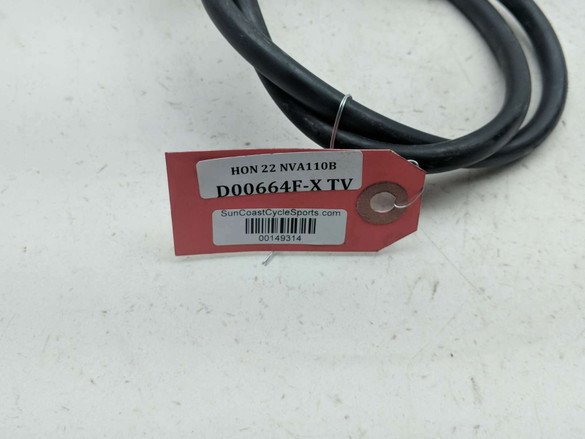 HON 22 NVA110B
D00664F-X TV
SunCoastCycleSports.com
00149314